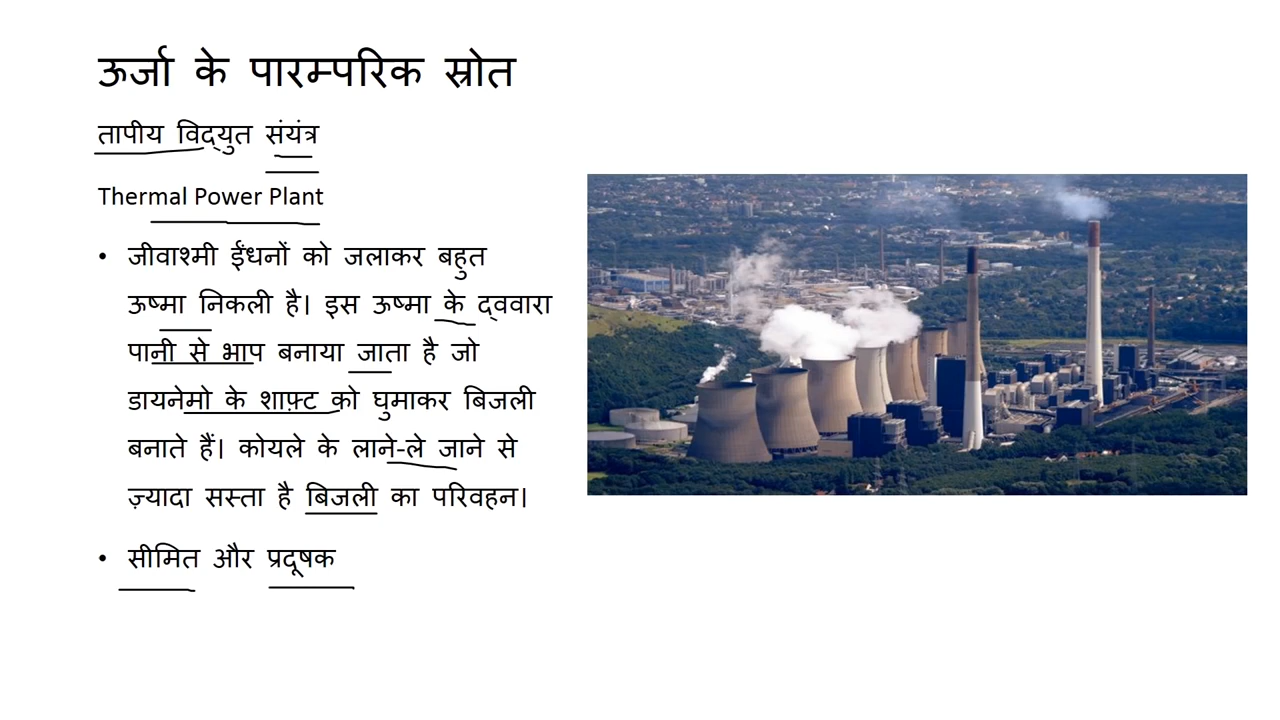 ऊर्जा के पारम्परिक स्रोत
तापीय विद्युत संयंत्र
Thermal Power Plant
• जीवाश्मी ईंधनों को जलाकर बहुत
ऊष्मा निकली है। इस ऊष्मा के द्ववारा
पानी से भाप बनाया जाता है जो
डायनेमो के शाफ़्ट को घुमाकर बिजली
बनाते हैं। कोयले के लाने-ले जाने से
ज़्यादा सस्ता है बिजली का परिवहन।
• सीमित और प्रदूषक